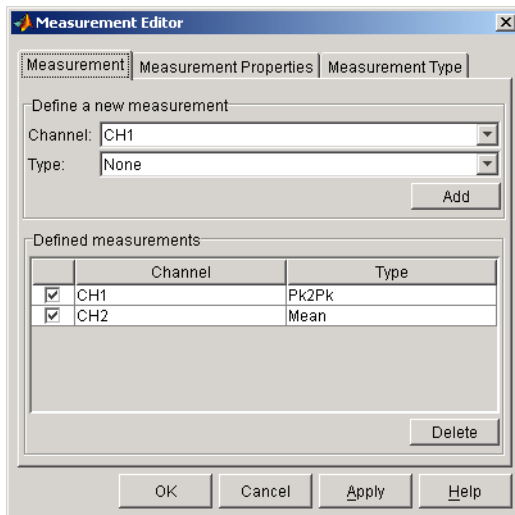 Measurement Editor
Measurement Measurement Properties Measurement Type
Define a new measurement
Channel: CH1
Type: None
Add
Defined measurements
Channel Type
CH1 Pk2Pk
CH2 Mean
Delete
OK Cancel Apply Help